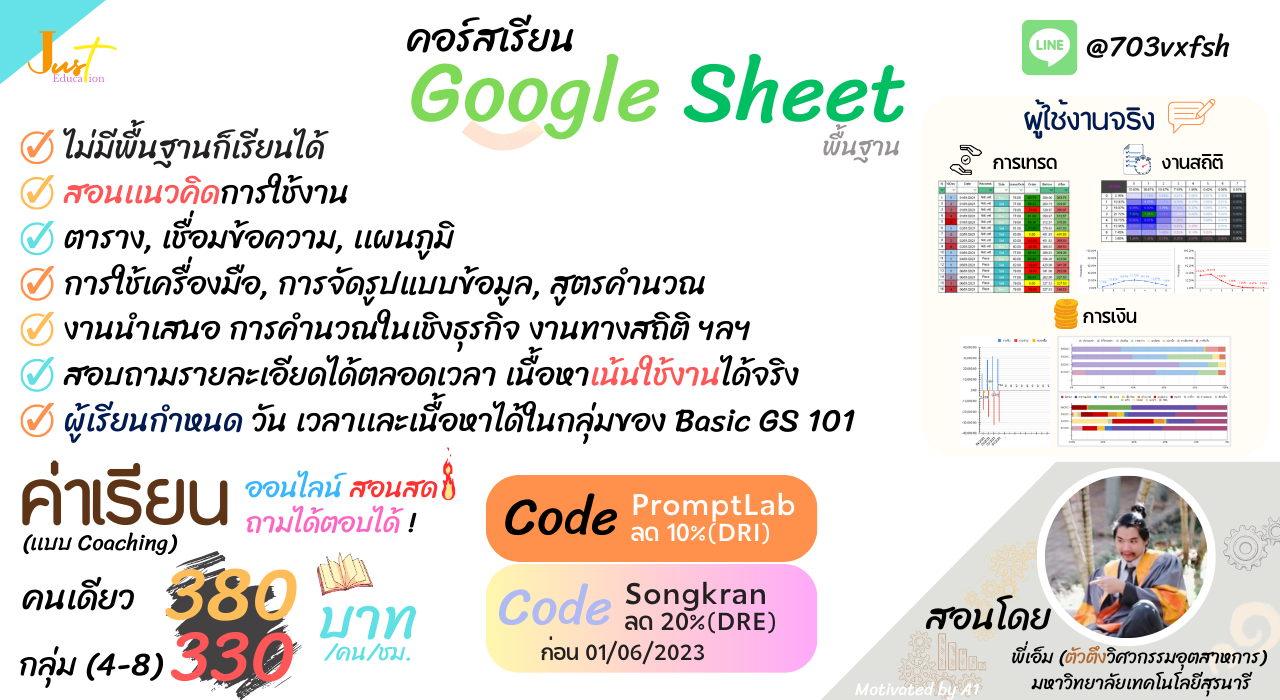 Just
Education
คอร์สเรียน
Google Sheet
พื้นฐาน
LINE @703vxfsh
ไม่มีพื้นฐานก็เรียนได้
สอนแนวคิดการใช้งาน
ตาราง, เชื่อมข้อความ, แผนภูมิ
การใช้เครื่องมือ, การจัดรูปแบบข้อมูล, สูตรคำนวณ
งานนำเสนอ การคำนวณในเชิงธุรกิจ งานทางสถิติ ฯลฯ
สอบถามรายละเอียดได้ตลอดเวลา เนื้อหาเน้นใช้งานได้จริง
ผู้เรียนกำหนด วัน เวลาและเนื้อหาได้ในกลุ่มของ Basic GS 101
ผู้ใช้งานจริง
การเทรด
งานสถิติ
การเงิน
ค่าเรียน
(แบบ Coaching)
ออนไลน์ สอนสด
ถามได้ตอบได้ !
คนเดียว 380
กลุ่ม (4-8) 330
บาท
/คน/ชม.
Code PromptLab
ลด 10%(DRI)
Code Songkran
ลด 20%(DRE)
ก่อน 01/06/2023
สอนโดย
พี่เอ็ม (ตัวตึงวิศวกรรมอุตสาหการ)
มหาวิทยาลัยเทคโนโลยีสุรนารี
Motivated by A1